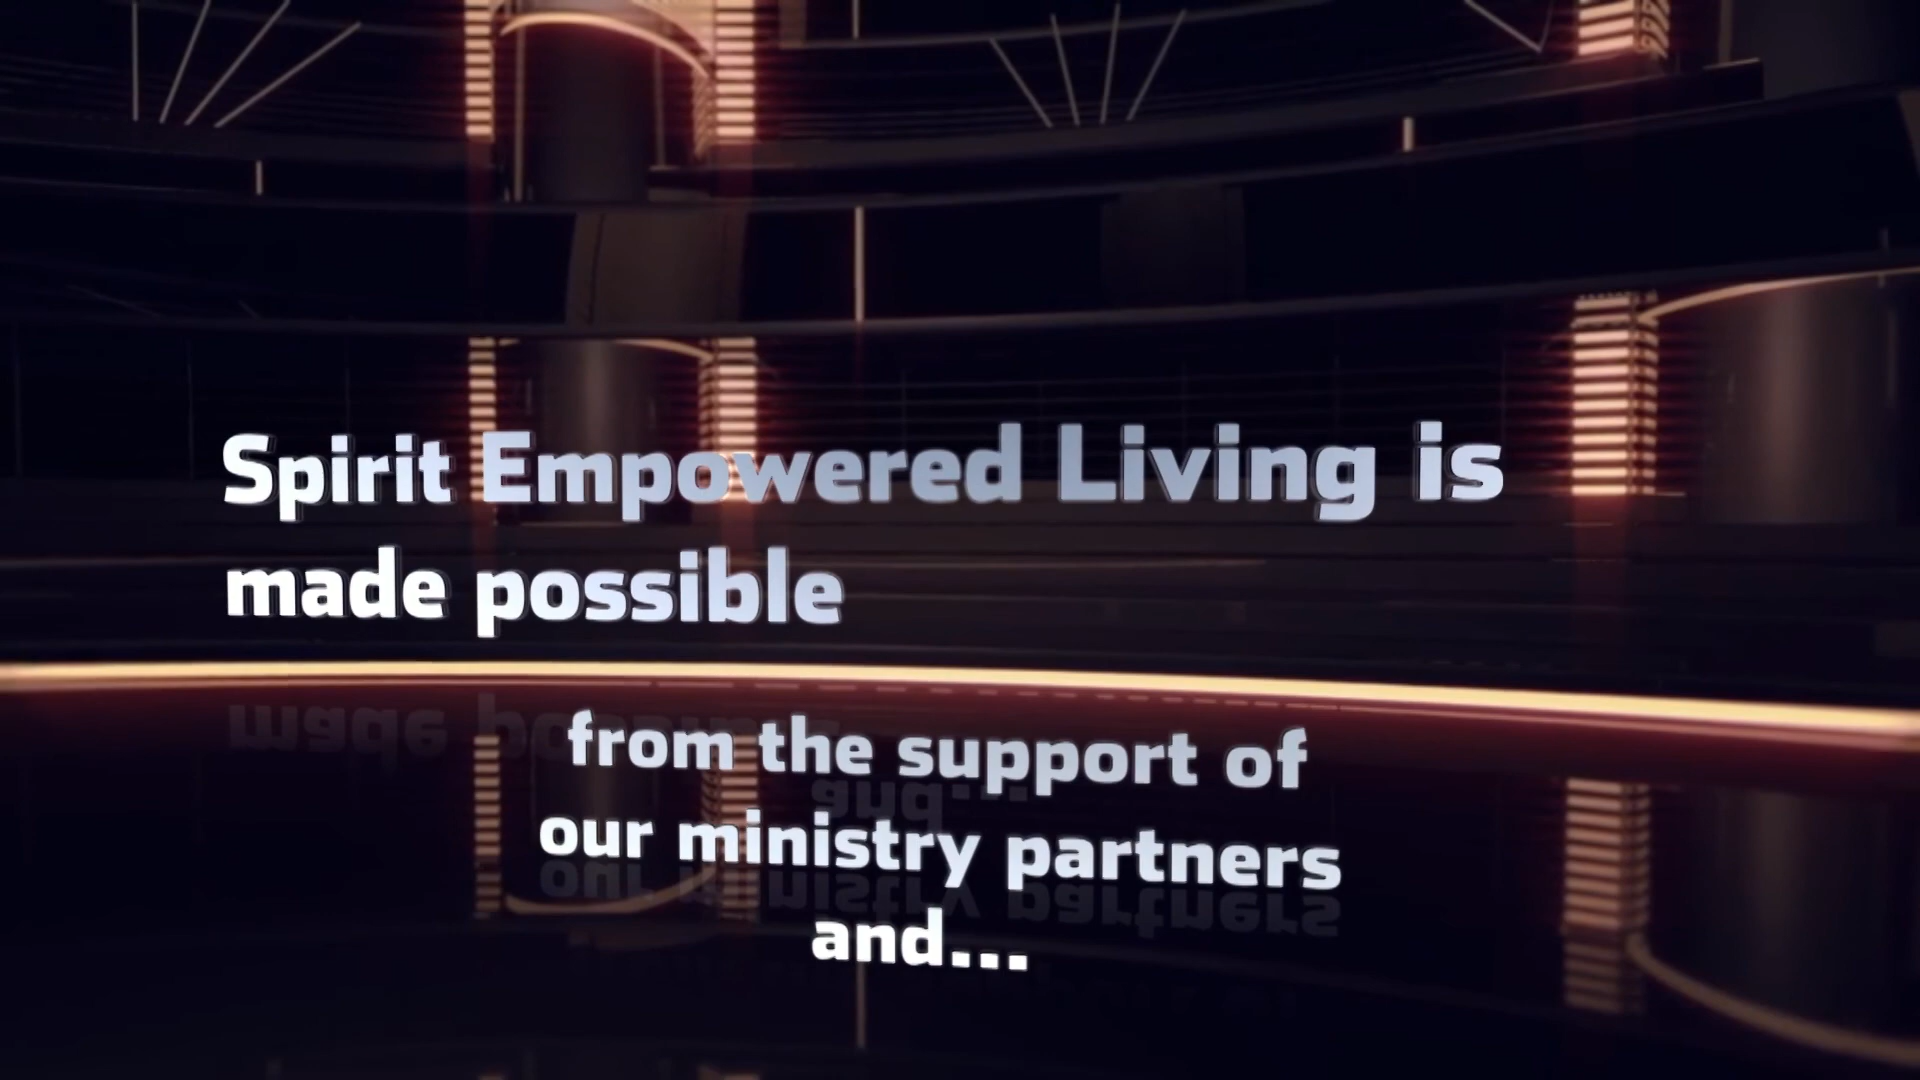 Spirit Empowered Living is
made possible
from the support of
our ministry partners
and...